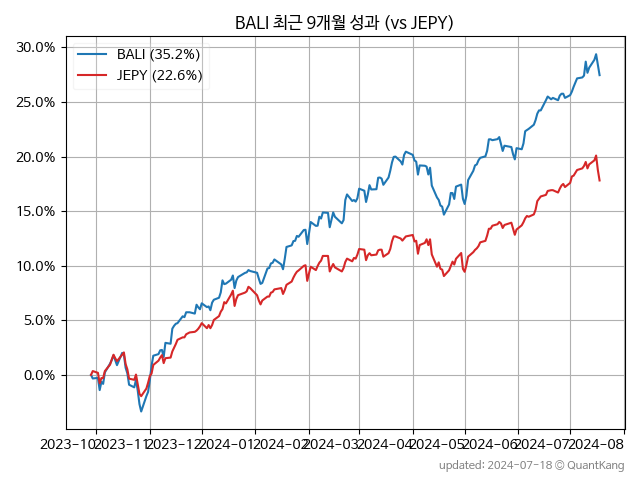 BALI 최근 9개월 성과 (vs JEPY)
BALI (35.2%)
JEPY (22.6%)
30.0%
25.0%
20.0%
15.0%
10.0%
5.0%
0.0%
2023-10 2023-11 2023-12 2024-01 2024-02 2024-03 2024-04 2024-05 2024-06 2024-07 2024-08
updated: 2024-07-18 © QuantKang